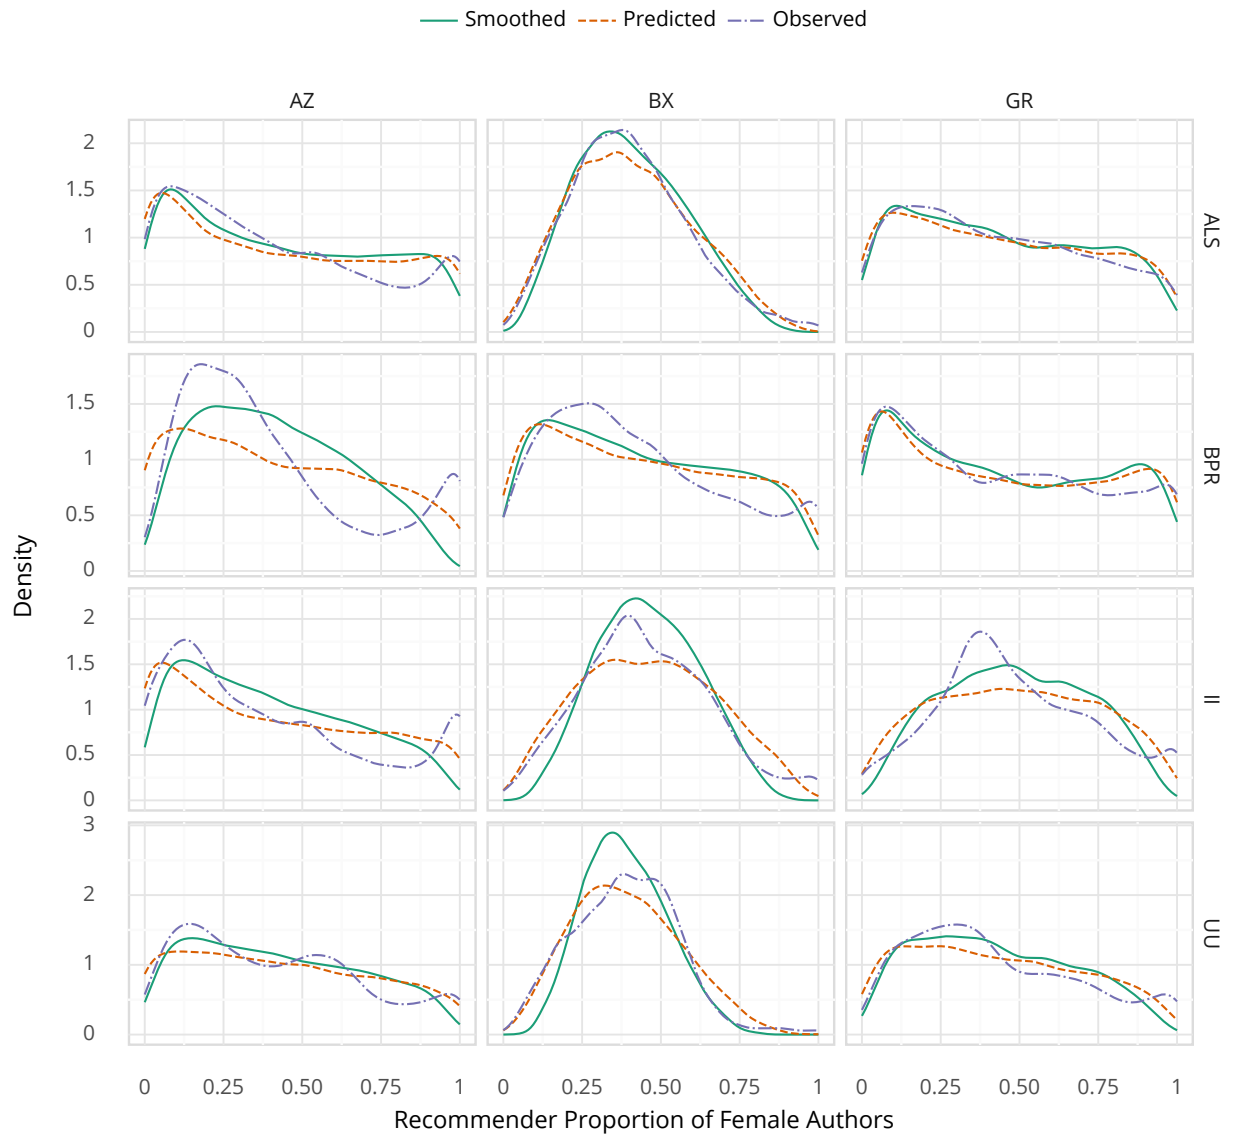 Smoothed Predicted Observed
AZ BX GR
2
1.5
1
0.5
0
ALS
1.5
1
0.5
0
BPR
2
1.5
1
0.5
0
II
3
2
1
0
UU
Density
0 0.25 0.50 0.75 1 0 0.25 0.50 0.75 1 0 0.25 0.50 0.75 1
Recommender Proportion of Female Authors